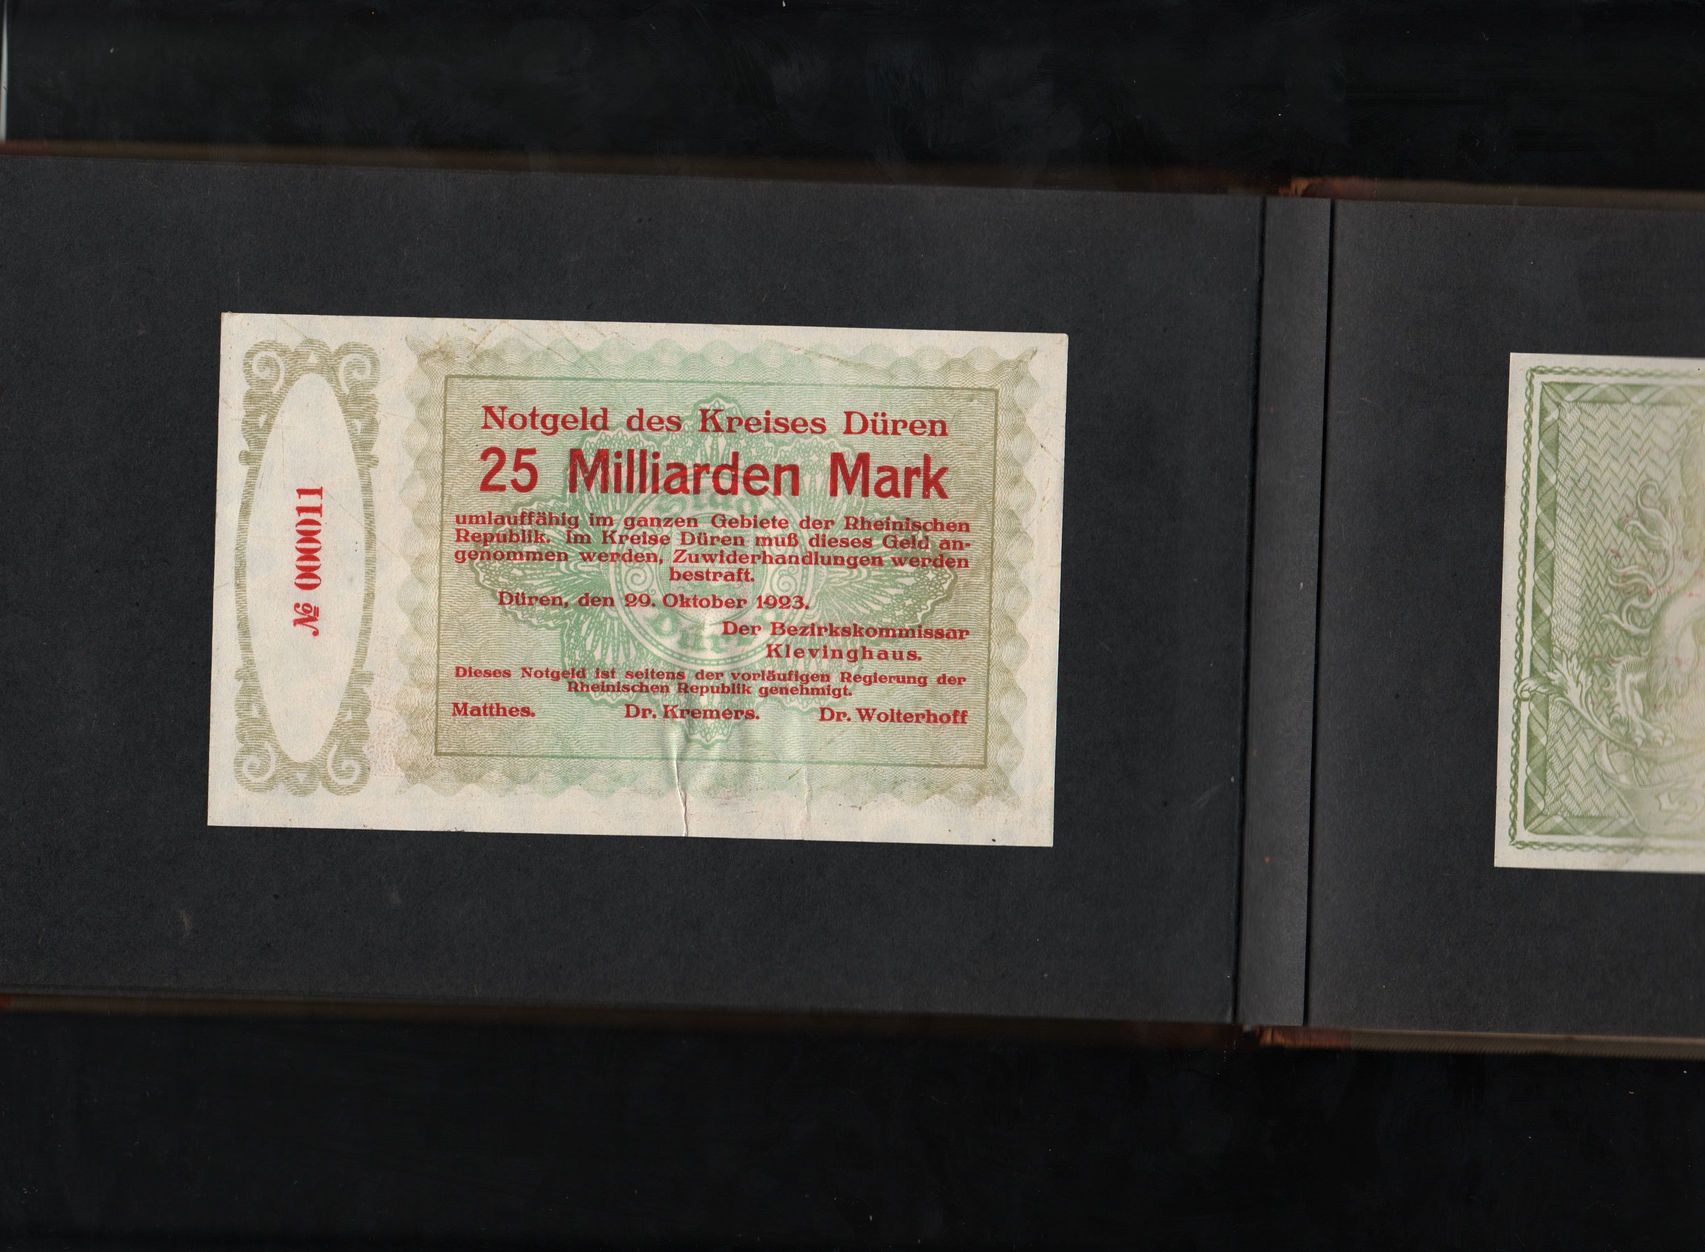 № 000011
Notgeld des Kreises Düren
25 Milliarden Mark
umlauffähig im ganzen Gebiete der Rheinischen
Republik. Im Kreise Düren muß dieses Geld an-
genommen werden, Zuwiderhandlungen werden
bestraft.
Düren, den 29. Oktober 1923.
Der Bezirkskommissar
Klevinghaus.
Dieses Notgeld ist seitens der vorläufigen Regierung der
Rheinischen Republik genehmigt.
Matthes. Dr. Kremers. Dr. Wolterhoff